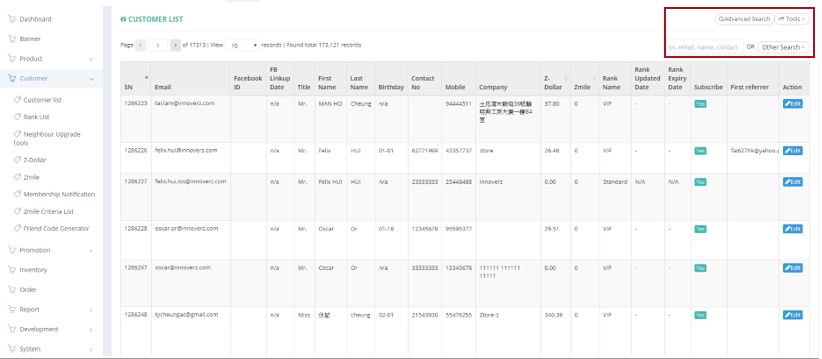 Dashboard
Banner
Product
Customer
Customer list
Rank List
Neighbour Upgrade
Tools
Z-Dollar
Zmile
Membership Notification
Zmile Criteria List
Friend Code Generator
Promotion
Inventory
Order
Report
Development
System
CUSTOMER LIST
Advanced Search Tools
Page 1 of 17313 | View 10 records | Found total 173,121 records
sn, email, name, contact OR Other Search
SN Email Facebook ID FB Linkup Date Title First Name Last Name Birthday Contact No Mobile Company Z-Dollar Zmile Rank Name Rank Updated Date Rank Expiry Date Subscribe First referrer Action
1286223 tai.lam@innoverz.com n/a Mr. MAN HO Cheung n/a 94444511 37.80 0 VIP - - Yes Edit
1286226 felix.hui@innoverz.com n/a Mr. Felix HUI 01-01 62771999 43357737 store 26.48 0 VIP - - Yes Edit
1286227 felix.hui.ios@innoverz.com n/a Mr. Felix HUI HUI n/a 23333333 25448488 innoverz 0.00 0 Standard N/A N/A Yes Edit
1286228 oscar.or@innoverz.com n/a Mr. Oscar Or 01-18 12345678 95595377 29.51 0 VIP - - Yes Edit
1286247 oscar@innoverz.com n/a Mr. Oscar Or n/a 33333333 12345678 111111 111111 11111 0.00 0 VIP - - Yes Edit
1286248 tycheungac@gmail.com n/a Miss cheung 02-01 21543930 55476255 Ztore :) 340.39 0 VIP - - Yes Edit